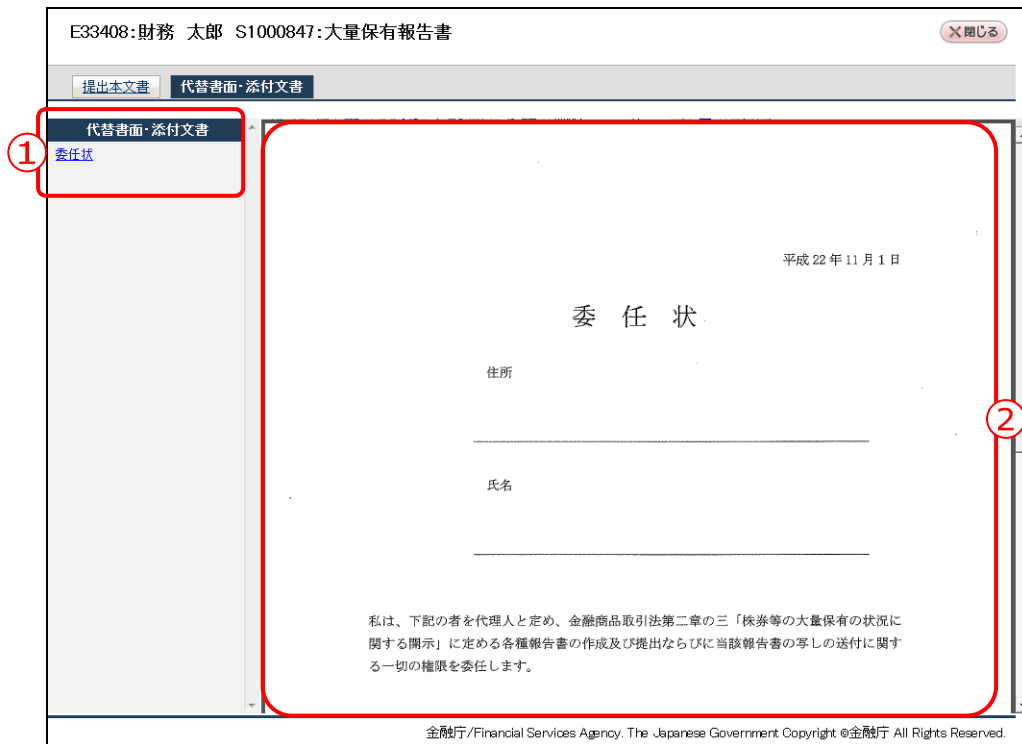 E33408:財務 太郎 S1000847:大量保有報告書
×閉じる
提出本文書
代替書面・添付文書
代替書面・添付文書
①
委任状
平成 22 年 11 月 1 日
委 任 状
住所
②
氏名
私は、下記の者を代理人と定め、金融商品取引法第二章の三「株券等の大量保有の状況に
関する開示」に定める各種報告書の作成及び提出ならびに当該報告書の写しの送付に関す
る一切の権限を委任します。
金融庁/Financial Services Agency. The Japanese Government Copyright ©金融庁 All Rights Reserved.